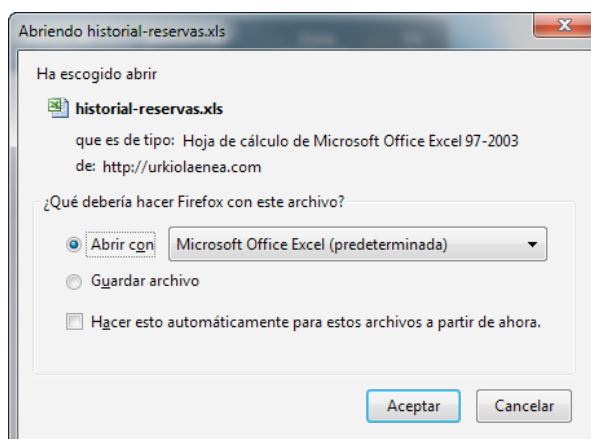 Abriendo historial-reservas.xls
Ha escogido abrir
historial-reservas.xls
que es de tipo: Hoja de cálculo de Microsoft Office Excel 97-2003
de: http://urkiolaenea.com
¿Qué debería hacer Firefox con este archivo?
Abrir con Microsoft Office Excel (predeterminada)
Guardar archivo
Hacer esto automáticamente para estos archivos a partir de ahora.
Aceptar Cancelar